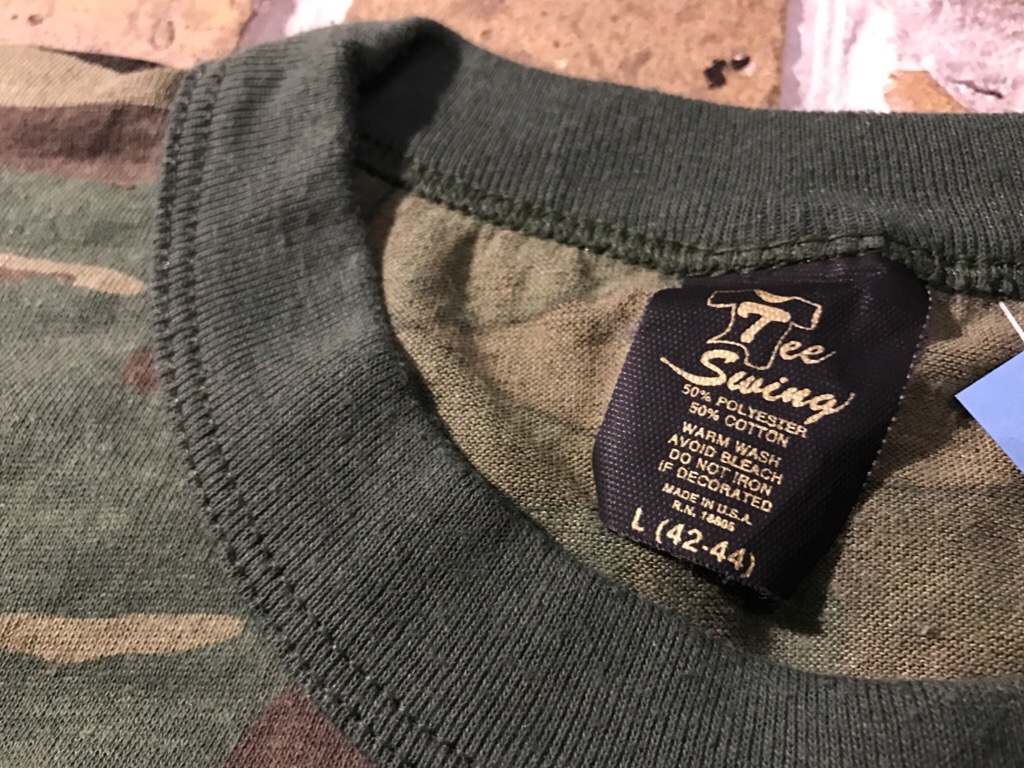 Tee
Swing
50% POLYESTER
50% COTTON
WARM WASH
AVOID BLEACH
DO NOT IRON
IF DECORATED
MADE IN U.S.A.
R.N. 18805
L (42-44)